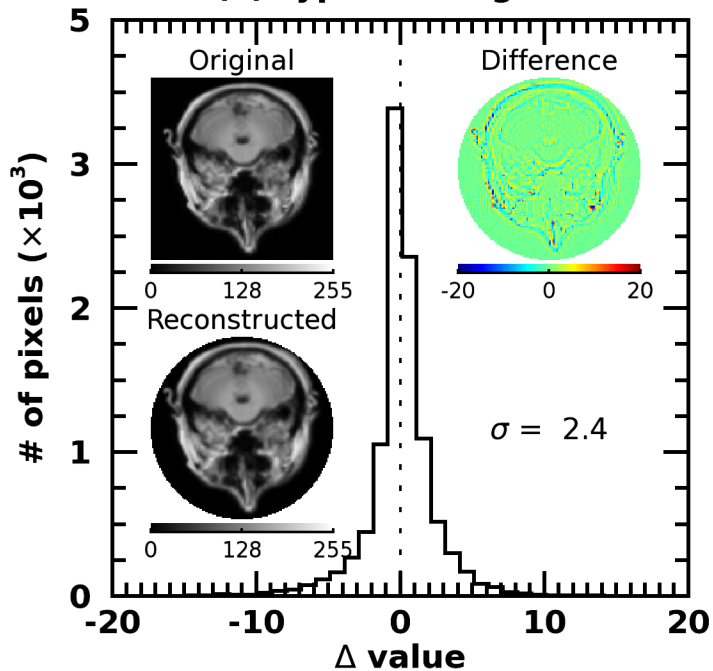 5
Original
Difference
# of pixels (×10³)
3
0 128 255
-20 0 20
Reconstructed
2
σ = 2.4
1
0 128 255
0
-20 -10 0 10 20
Δ value